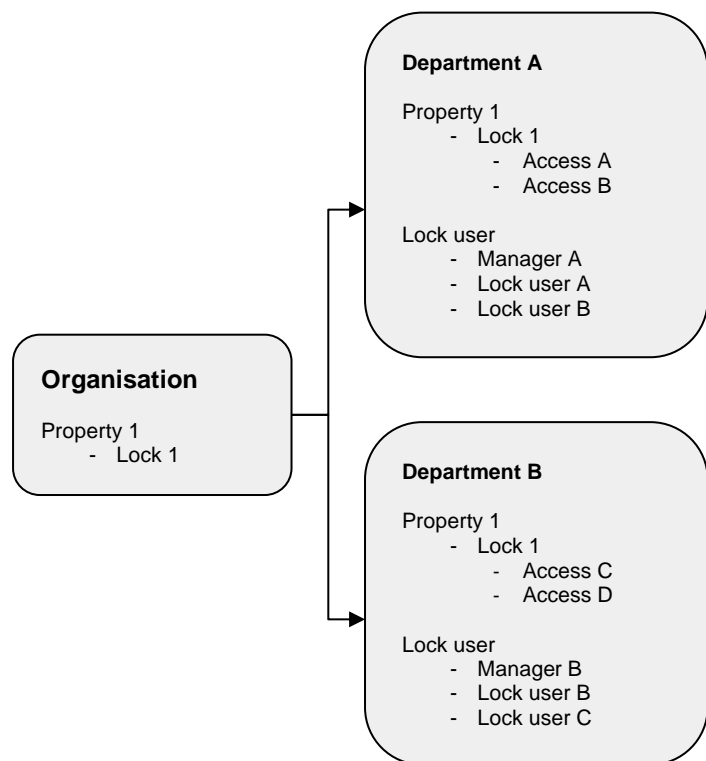 Department A
Property 1
- Lock 1
- Access A
- Access B
Lock user
- Manager A
- Lock user A
- Lock user B
Organisation
Property 1
- Lock 1
Department B
Property 1
- Lock 1
- Access C
- Access D
Lock user
- Manager B
- Lock user B
- Lock user C